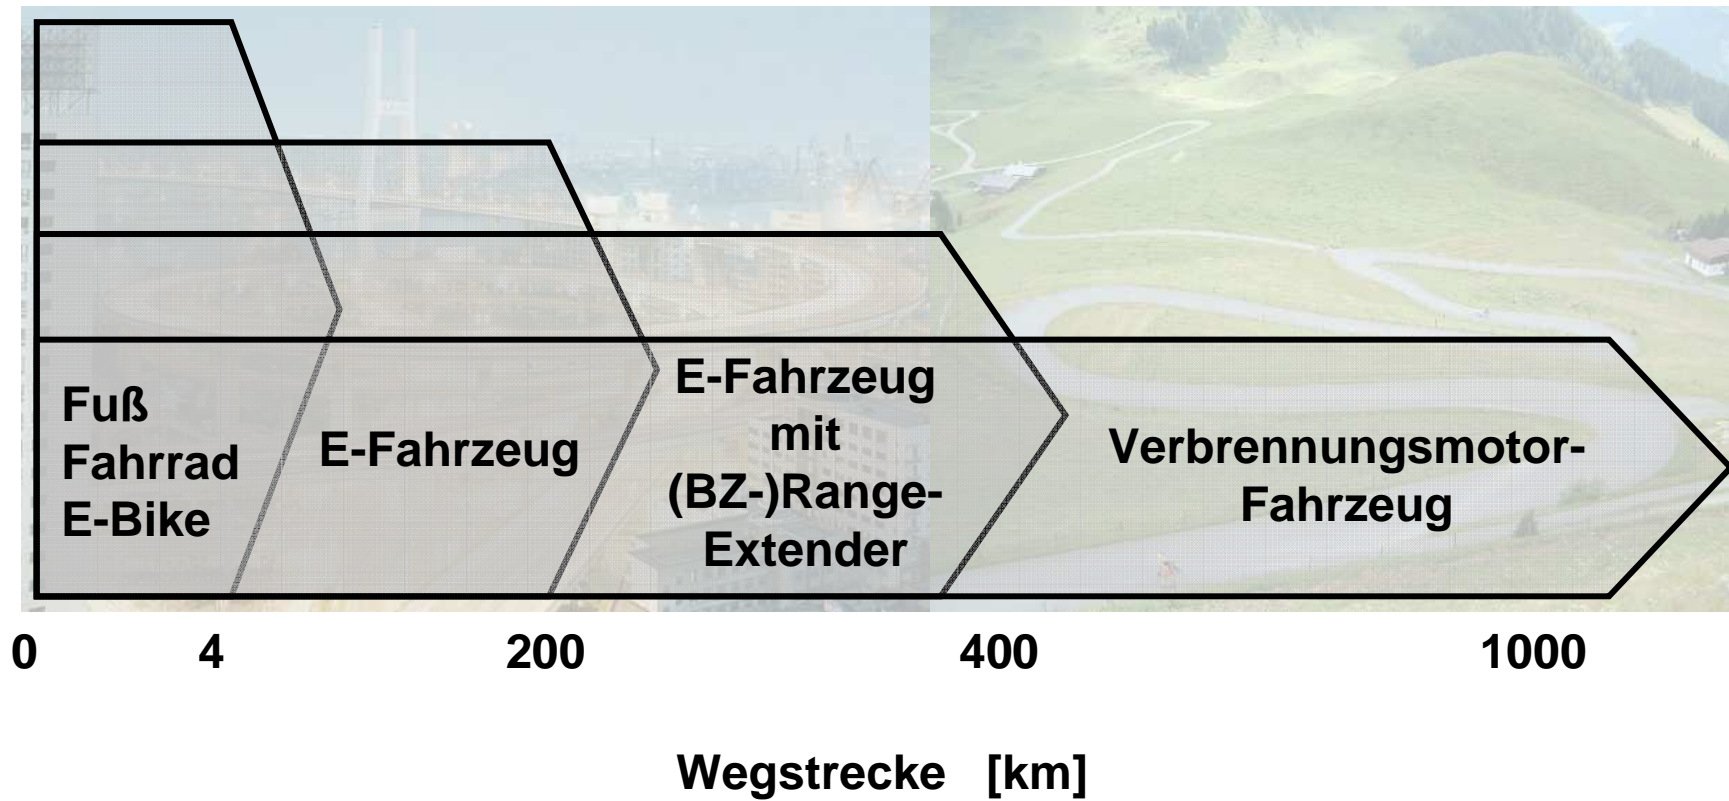 Fuß
Fahrrad
E-Bike
E-Fahrzeug
E-Fahrzeug
mit
(BZ-)Range-
Extender
Verbrennungsmotor-
Fahrzeug
0 4 200 400 1000
Wegstrecke [km]